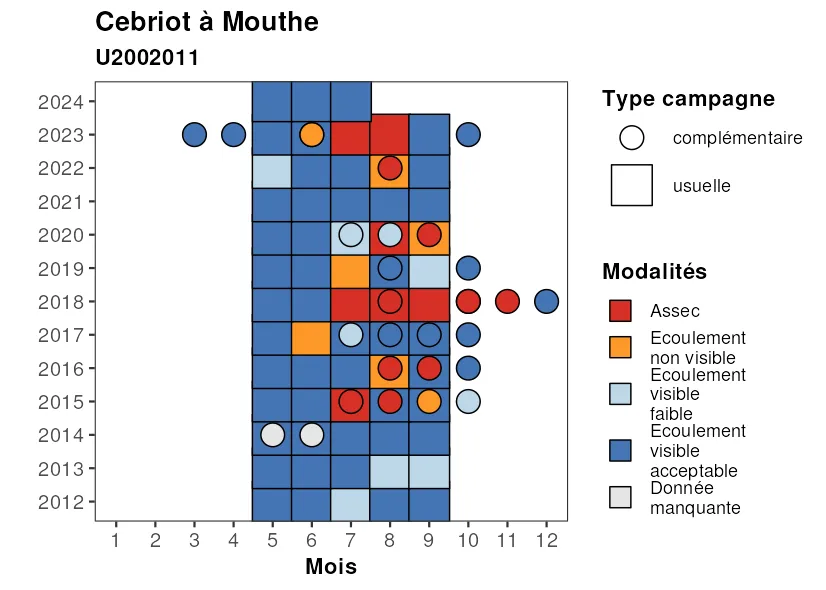 Cebriot à Mouthe
U2002011
2024
2023
2022
2021
2020
2019
2018
2017
2016
2015
2014
2013
2012
1 2 3 4 5 6 7 8 9 10 11 12
Mois
Type campagne
complémentaire
usuelle
Modalités
Assec
Ecoulement
non visible
Ecoulement
visible
faible
Ecoulement
visible
acceptable
Donnée
manquante